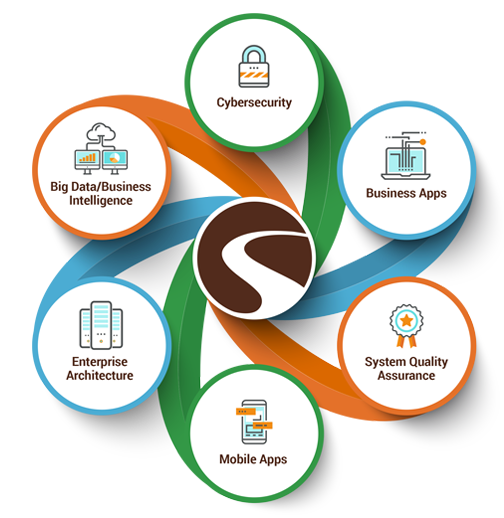 Cybersecurity
Business Apps
System Quality
Assurance
Mobile Apps
Enterprise
Architecture
Big Data/Business
Intelligence